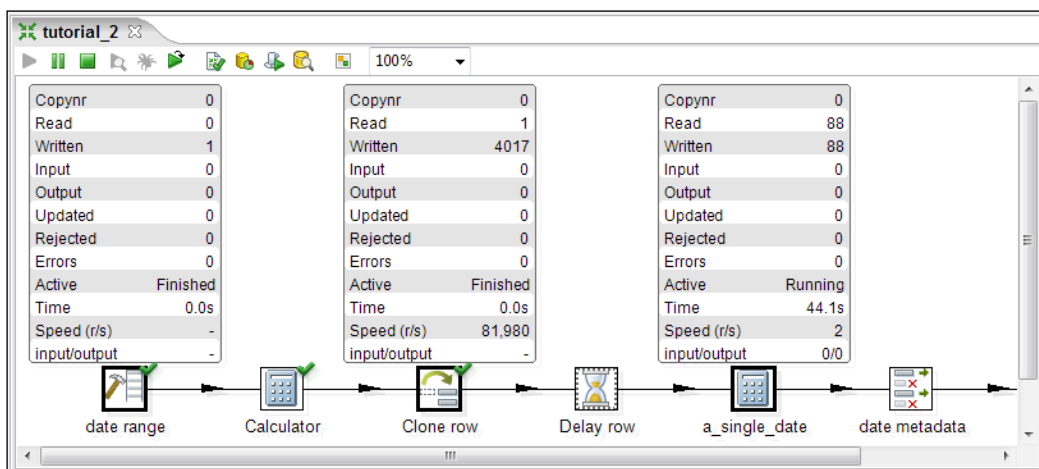 tutorial_2
100%
Copynr 0
Read 0
Written 1
Input 0
Output 0
Updated 0
Rejected 0
Errors 0
Active Finished
Time 0.0s
Speed (r/s) -
input/output -
Copynr 0
Read 1
Written 4017
Input 0
Output 0
Updated 0
Rejected 0
Errors 0
Active Finished
Time 0.0s
Speed (r/s) 81,980
input/output -
Copynr 0
Read 88
Written 88
Input 0
Output 0
Updated 0
Rejected 0
Errors 0
Active Running
Time 44.1s
Speed (r/s) 2
input/output 0/0
date range
Calculator
Clone row
Delay row
a_single_date
date metadata